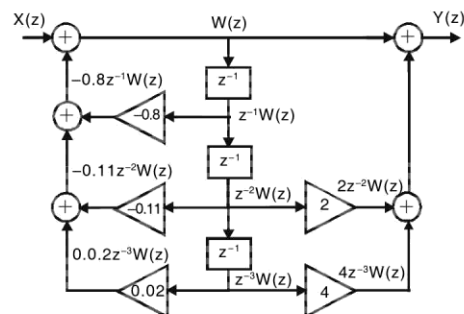 X(z) W(z) Y(z)
+ +
−0.8z⁻¹W(z) z⁻¹
+ −0.8 z⁻¹W(z)
z⁻¹
−0.11z⁻²W(z)
z⁻²W(z) 2z⁻²W(z)
+ −0.11 2 +
z⁻¹
0.0.2z⁻³W(z) z⁻³W(z) 4z⁻³W(z)
0.02 4